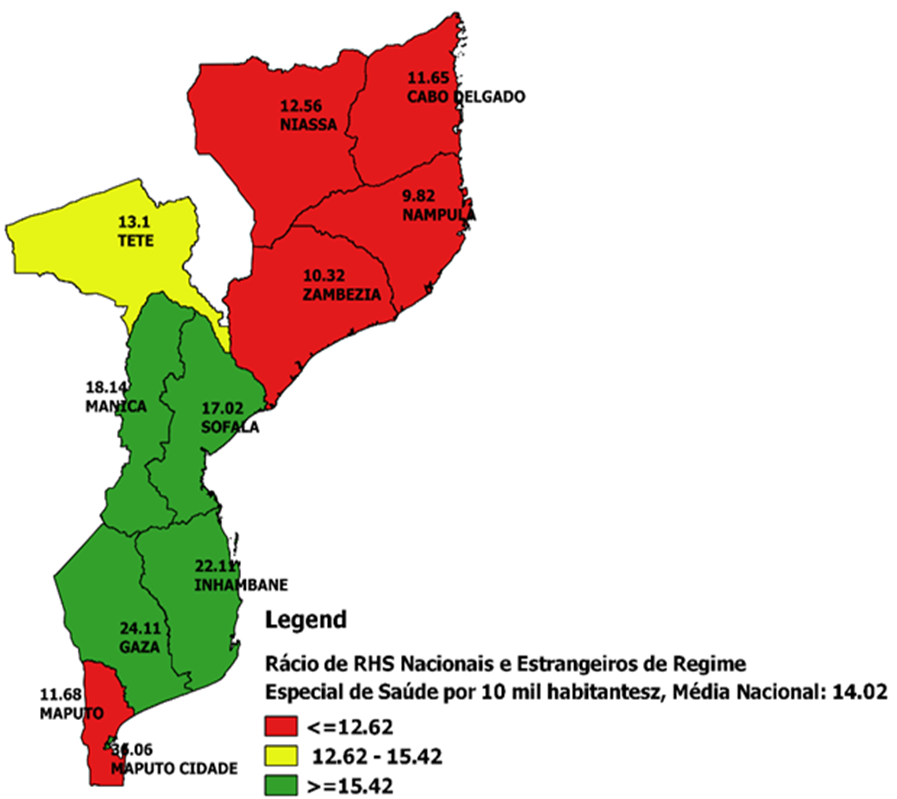 11.65
CABO DELGADO
12.56
NIASSA
9.82
NAMPULA
13.1
TETE
10.32
ZAMBEZIA
18.14
MANICA
17.02
SOFALA
22.11
INHAMBANE
24.11
GAZA
11.68
MAPUTO
36.06
MAPUTO CIDADE
Legend
Rácio de RHS Nacionais e Estrangeiros de Regime
Especial de Saúde por 10 mil habitantesz, Média Nacional: 14.02
<=12.62
12.62 - 15.42
>=15.42